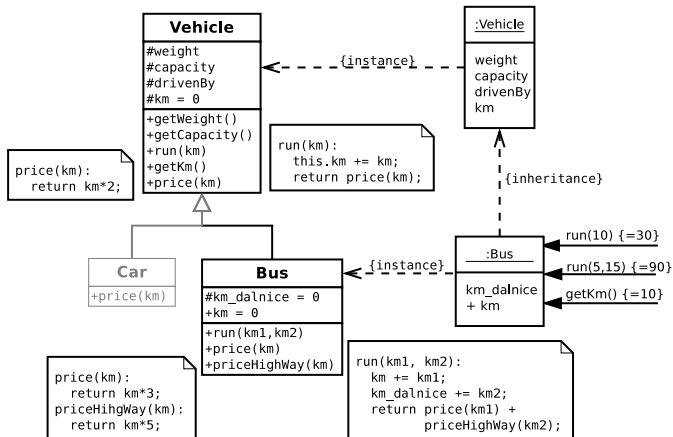 Vehicle
#weight
#capacity
#drivenBy
#km = 0
+getWeight()
+getCapacity()
+run(km)
+getKm()
+price(km)
{instance}
:Vehicle
weight
capacity
drivenBy
km
price(km):
return km*2;
run(km):
this.km += km;
return price(km);
{inheritance}
Car
+price(km)
Bus
#km_dalnice = 0
+km = 0
+run(km1,km2)
+price(km)
+priceHighWay(km)
{instance}
:Bus
km_dalnice
+ km
run(10) {=30}
run(5,15) {=90}
getKm() {=10}
price(km):
return km*3;
priceHihgWay(km):
return km*5;
run(km1, km2):
km += km1;
km_dalnice += km2;
return price(km1) +
priceHighWay(km2);